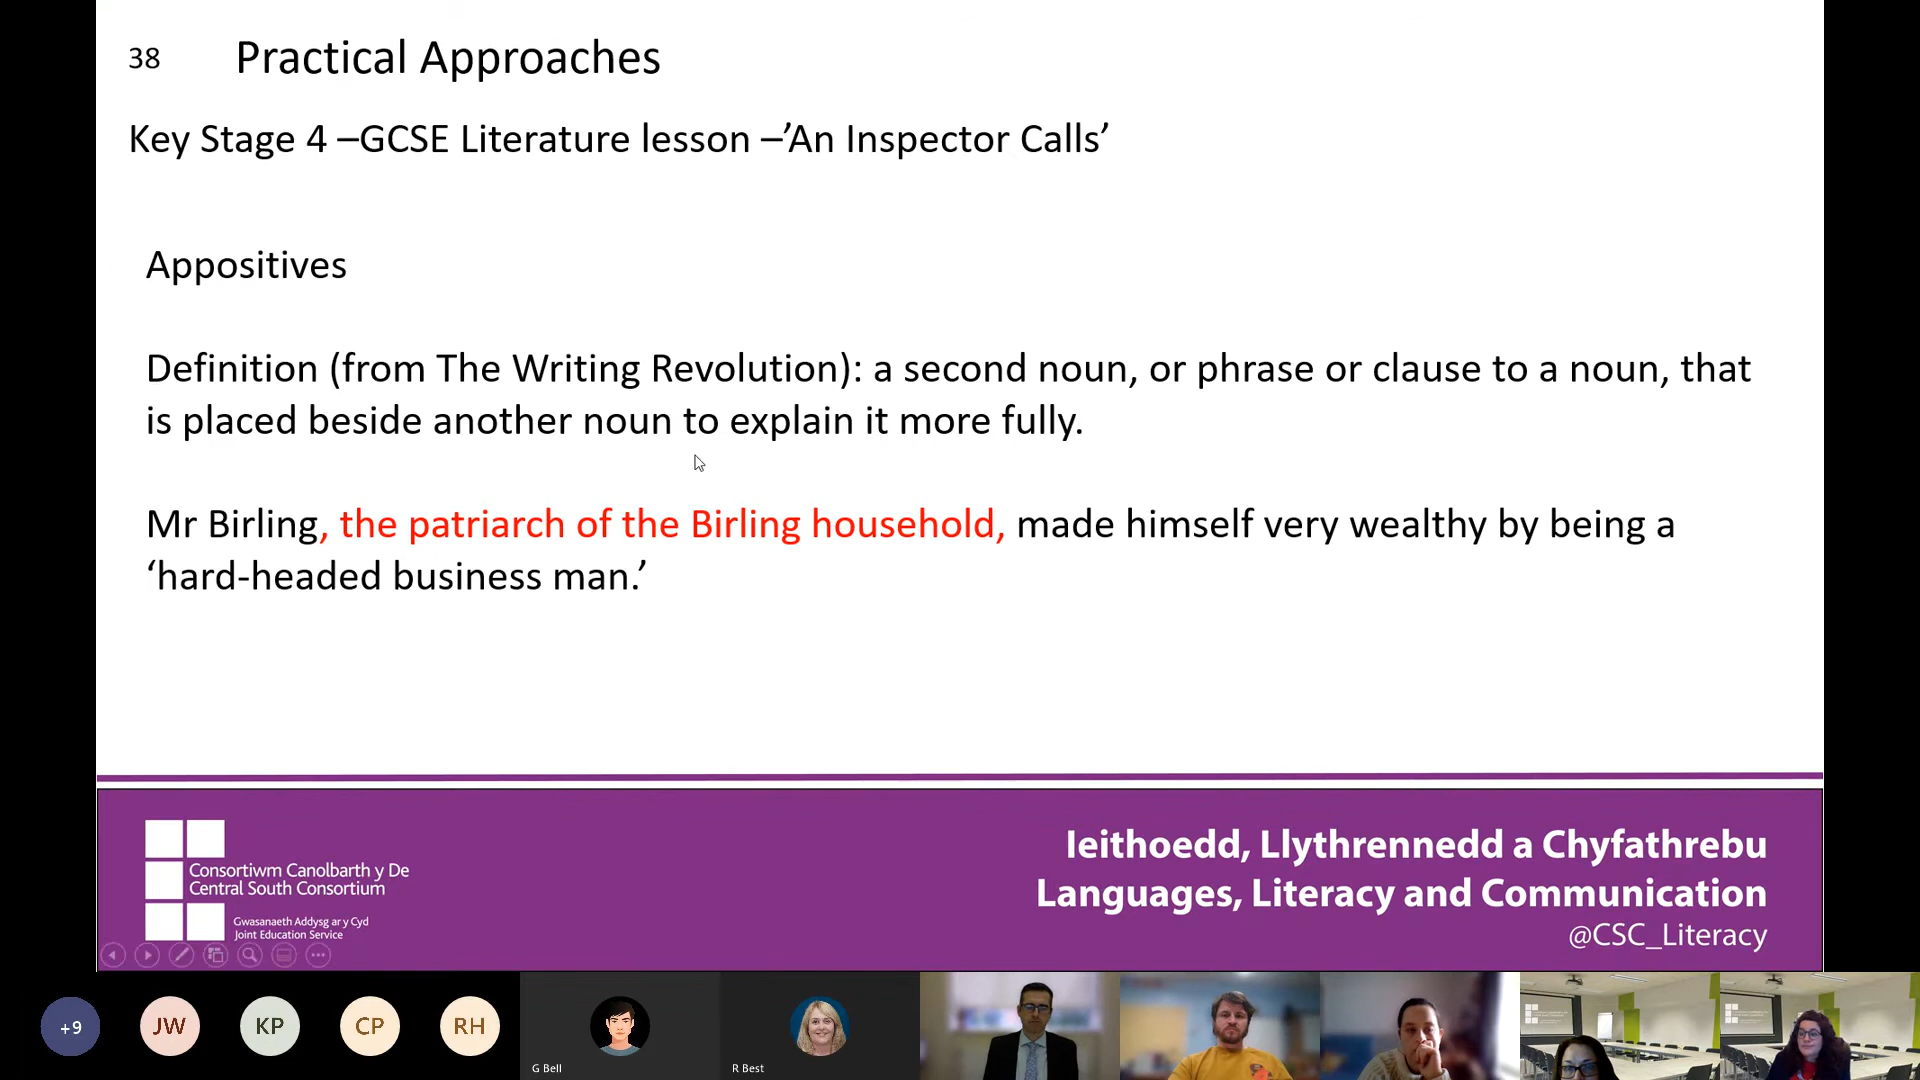 38 Practical Approaches
Key Stage 4 –GCSE Literature lesson –’An Inspector Calls’
Appositives
Definition (from The Writing Revolution): a second noun, or phrase or clause to a noun, that
is placed beside another noun to explain it more fully.
Mr Birling, the patriarch of the Birling household, made himself very wealthy by being a
‘hard-headed business man.’
Consortiwm Canolbarth y De
Central South Consortium
Gwasanaeth Addysg ar y Cyd
Joint Education Service
Ieithoedd, Llythrennedd a Chyfathrebu
Languages, Literacy and Communication
@CSC_Literacy
+9 JW KP CP RH
G Bell
R Best